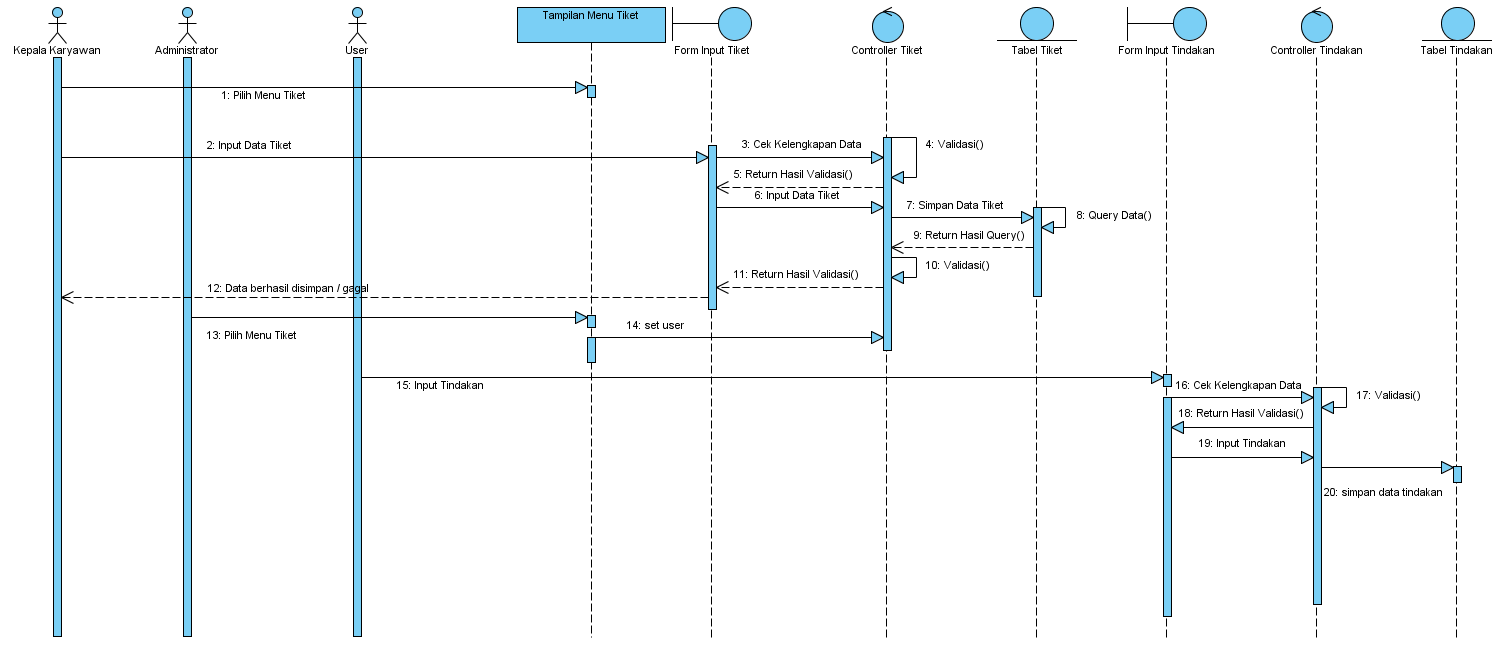 Kepala Karyawan
Administrator
User
Tampilan Menu Tiket
Form Input Tiket
Controller Tiket
Tabel Tiket
Form Input Tindakan
Controller Tindakan
Tabel Tindakan
1: Pilih Menu Tiket
2: Input Data Tiket
3: Cek Kelengkapan Data
4: Validasi()
5: Return Hasil Validasi()
6: Input Data Tiket
7: Simpan Data Tiket
8: Query Data()
9: Return Hasil Query()
10: Validasi()
11: Return Hasil Validasi()
12: Data berhasil disimpan / gagal
13: Pilih Menu Tiket
14: set user
15: Input Tindakan
16: Cek Kelengkapan Data
17: Validasi()
18: Return Hasil Validasi()
19: Input Tindakan
20: simpan data tindakan